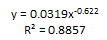 y = 0.0319x⁻⁰·⁶²²
R² = 0.8857